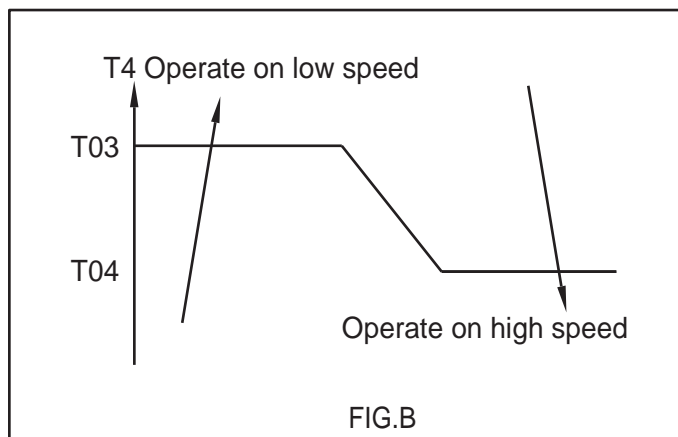 T4 Operate on low speed
T03
T04
Operate on high speed
FIG.B